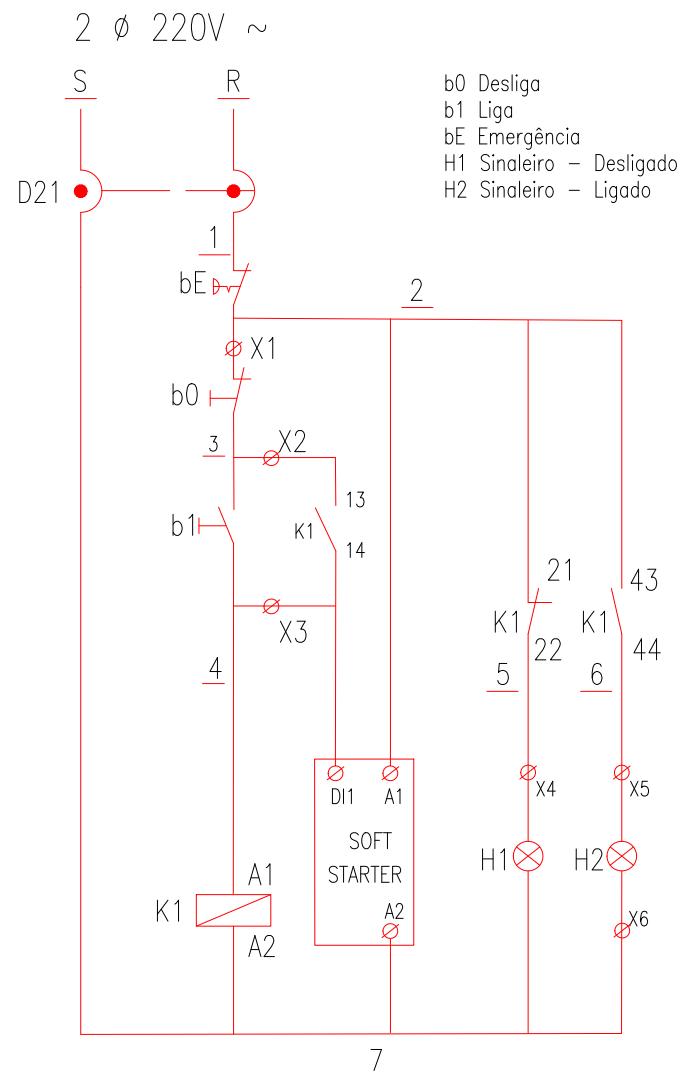 2 ø 220V ~
S
R
b0 Desliga
b1 Liga
bE Emergência
H1 Sinaleiro – Desligado
H2 Sinaleiro – Ligado
D21
1
bE
2
X1
b0
3
X2
13
b1
K1
14
21
43
K1
K1
X3
22
44
4
5
6
DI1
A1
X4
X5
SOFT
STARTER
H1
H2
A1
K1
A2
X6
A2
7